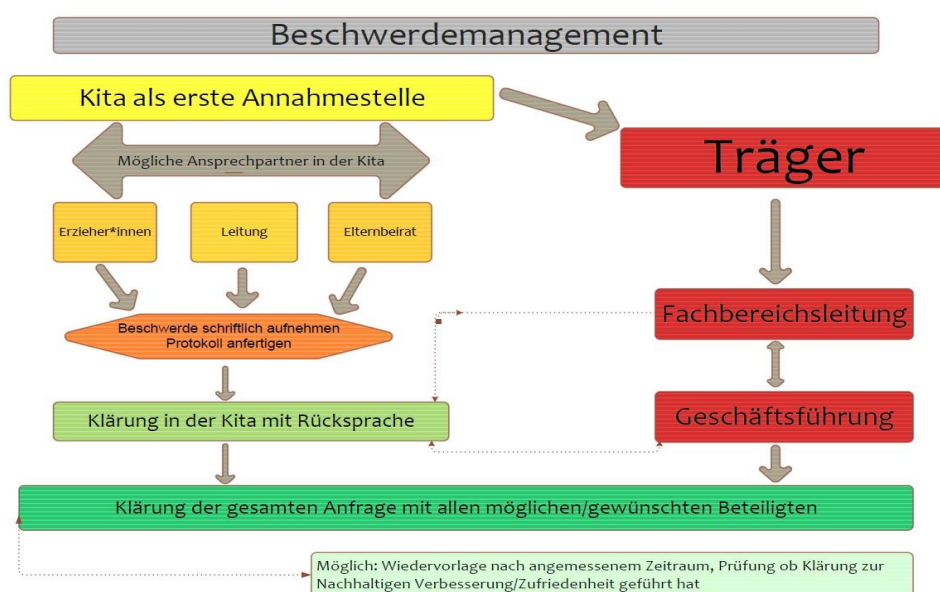 Beschwerdemanagement
Kita als erste Annahmestelle
Träger
Mögliche Ansprechpartner in der Kita
Erzieher*innen
Leitung
Elternbeirat
Beschwerde schriftlich aufnehmen
Protokoll anfertigen
Fachbereichsleitung
Klärung in der Kita mit Rücksprache
Geschäftsführung
Klärung der gesamten Anfrage mit allen möglichen/gewünschten Beteiligten
Möglich: Wiedervorlage nach angemessenem Zeitraum, Prüfung ob Klärung zur
Nachhaltigen Verbesserung/Zufriedenheit geführt hat